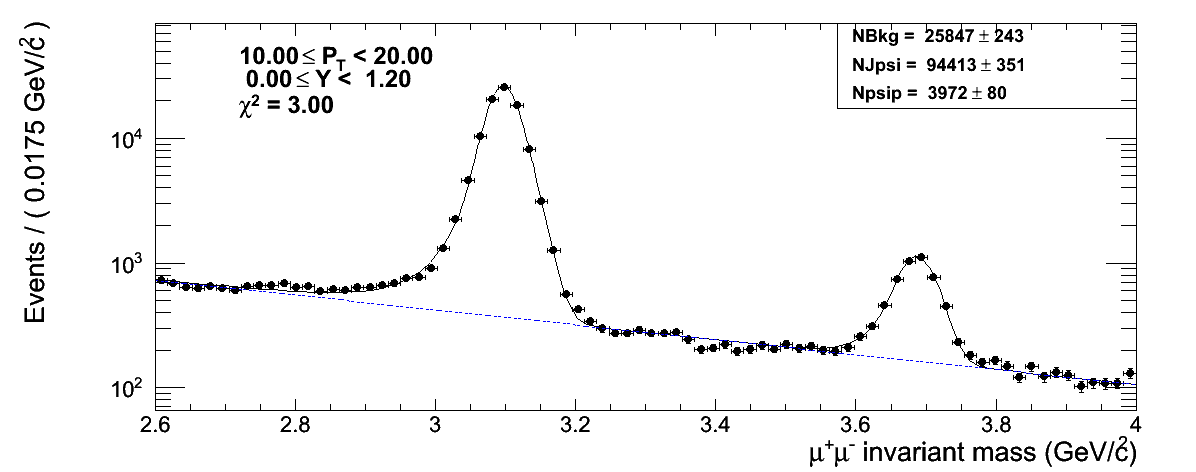 10.00 ≤ P_T < 20.00
0.00 ≤ Y < 1.20
χ² = 3.00
NBkg = 25847 ± 243
NJpsi = 94413 ± 351
Npsip = 3972 ± 80
Events / ( 0.0175 GeV/c²
10⁴
10³
10²
2.6 2.8 3 3.2 3.4 3.6 3.8 4
μ⁺μ⁻ invariant mass (GeV/c²)